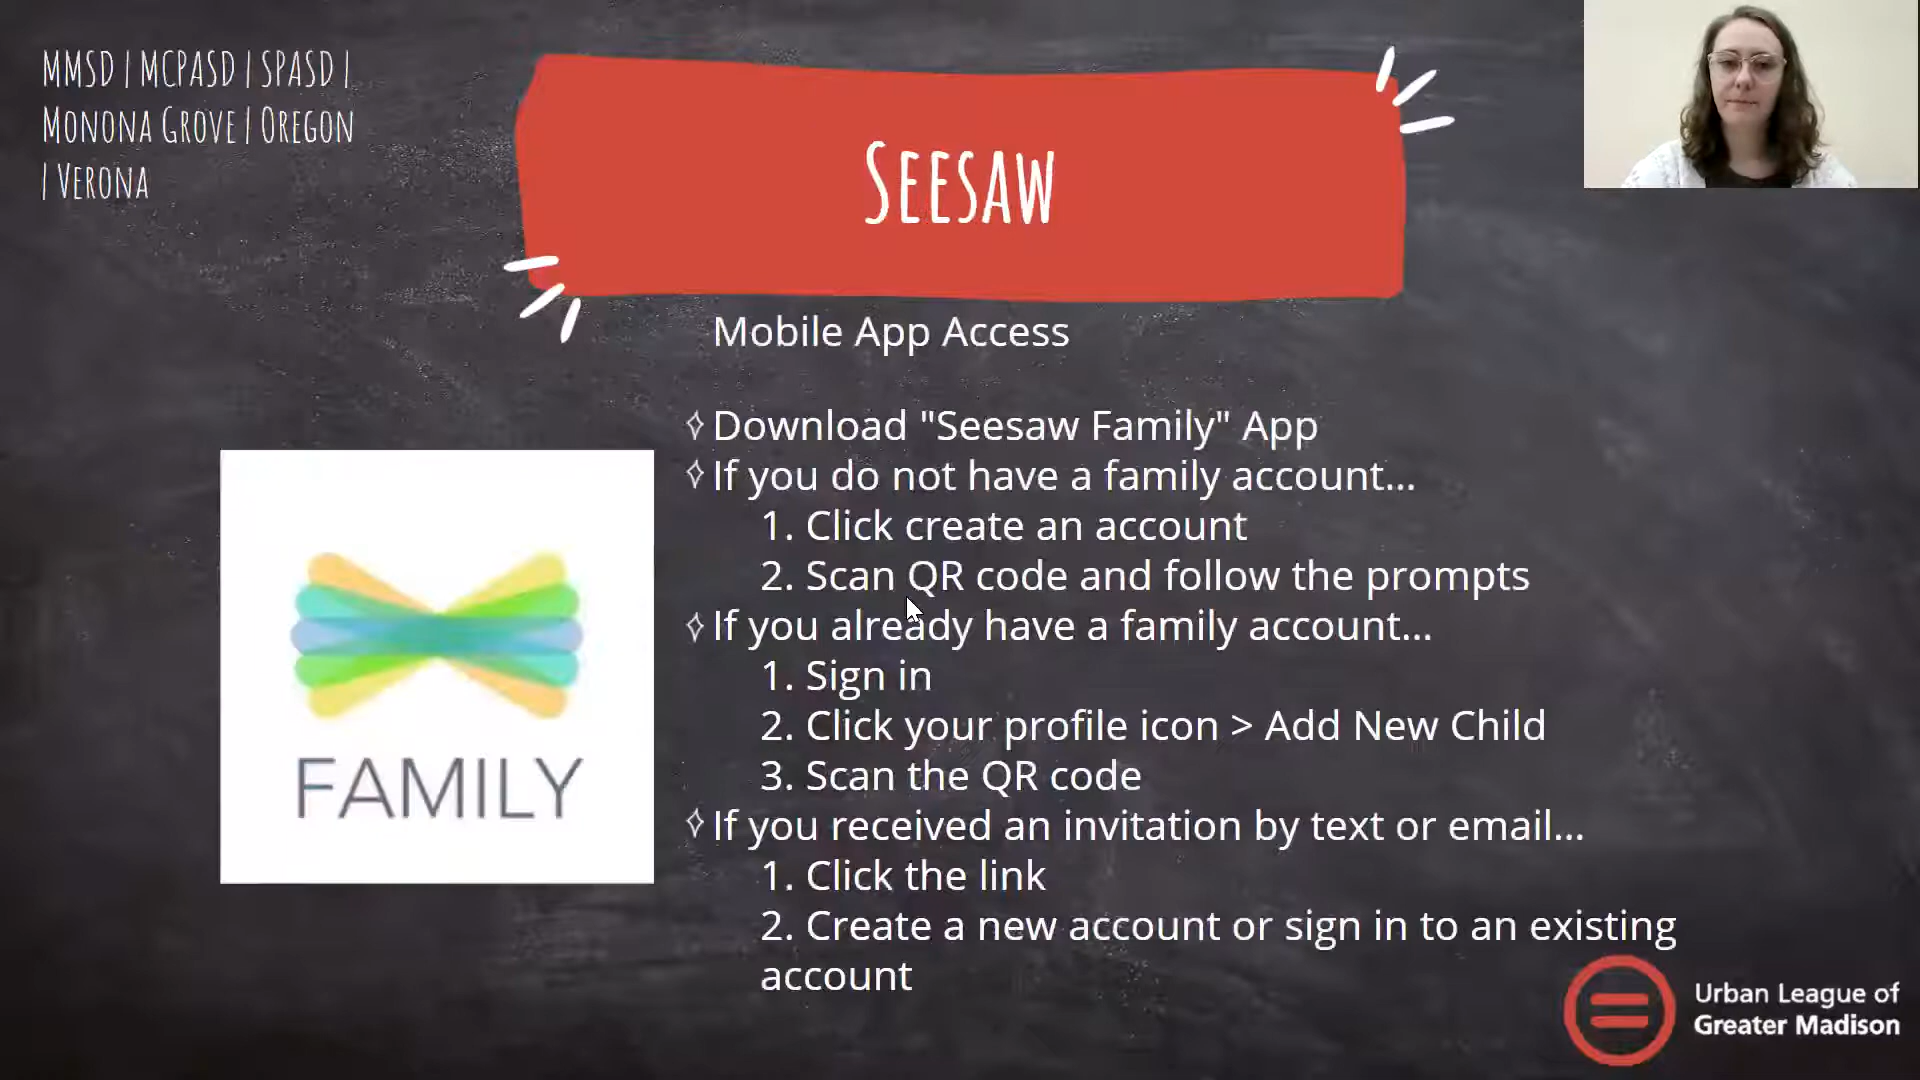 MMSD | MCPASD | SPASD |
Monona Grove | Oregon
| Verona
Seesaw
Mobile App Access
Download "Seesaw Family" App
If you do not have a family account...
1. Click create an account
2. Scan QR code and follow the prompts
If you already have a family account...
1. Sign in
2. Click your profile icon > Add New Child
3. Scan the QR code
If you received an invitation by text or email...
1. Click the link
2. Create a new account or sign in to an existing
account
FAMILY
Urban League of
Greater Madison